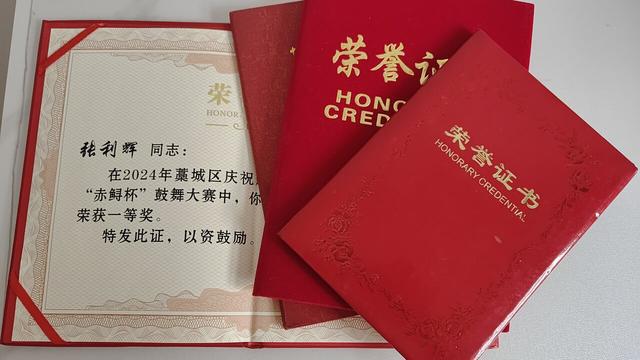 荣
HONOR
张利辉 同志：
在2024年藁城区庆祝
“赤鲟杯”鼓舞大赛中，你
荣获一等奖。
特发此证，以资鼓励。
荣誉证
HONO
CRED
荣誉证书
HONORARY CREDENTIAL